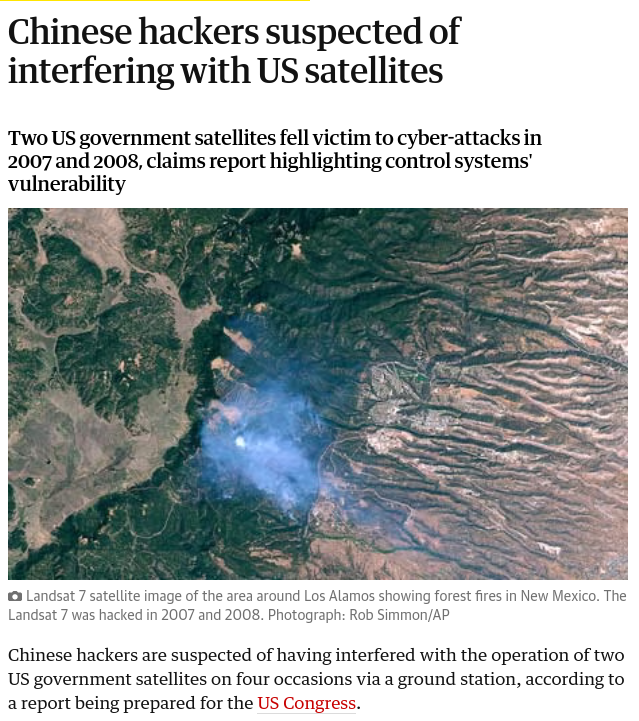 Chinese hackers suspected of
interfering with US satellites
Two US government satellites fell victim to cyber-attacks in
2007 and 2008, claims report highlighting control systems'
vulnerability
Landsat 7 satellite image of the area around Los Alamos showing forest fires in New Mexico. The
Landsat 7 was hacked in 2007 and 2008. Photograph: Rob Simmon/AP
Chinese hackers are suspected of having interfered with the operation of two
US government satellites on four occasions via a ground station, according to
a report being prepared for the US Congress.